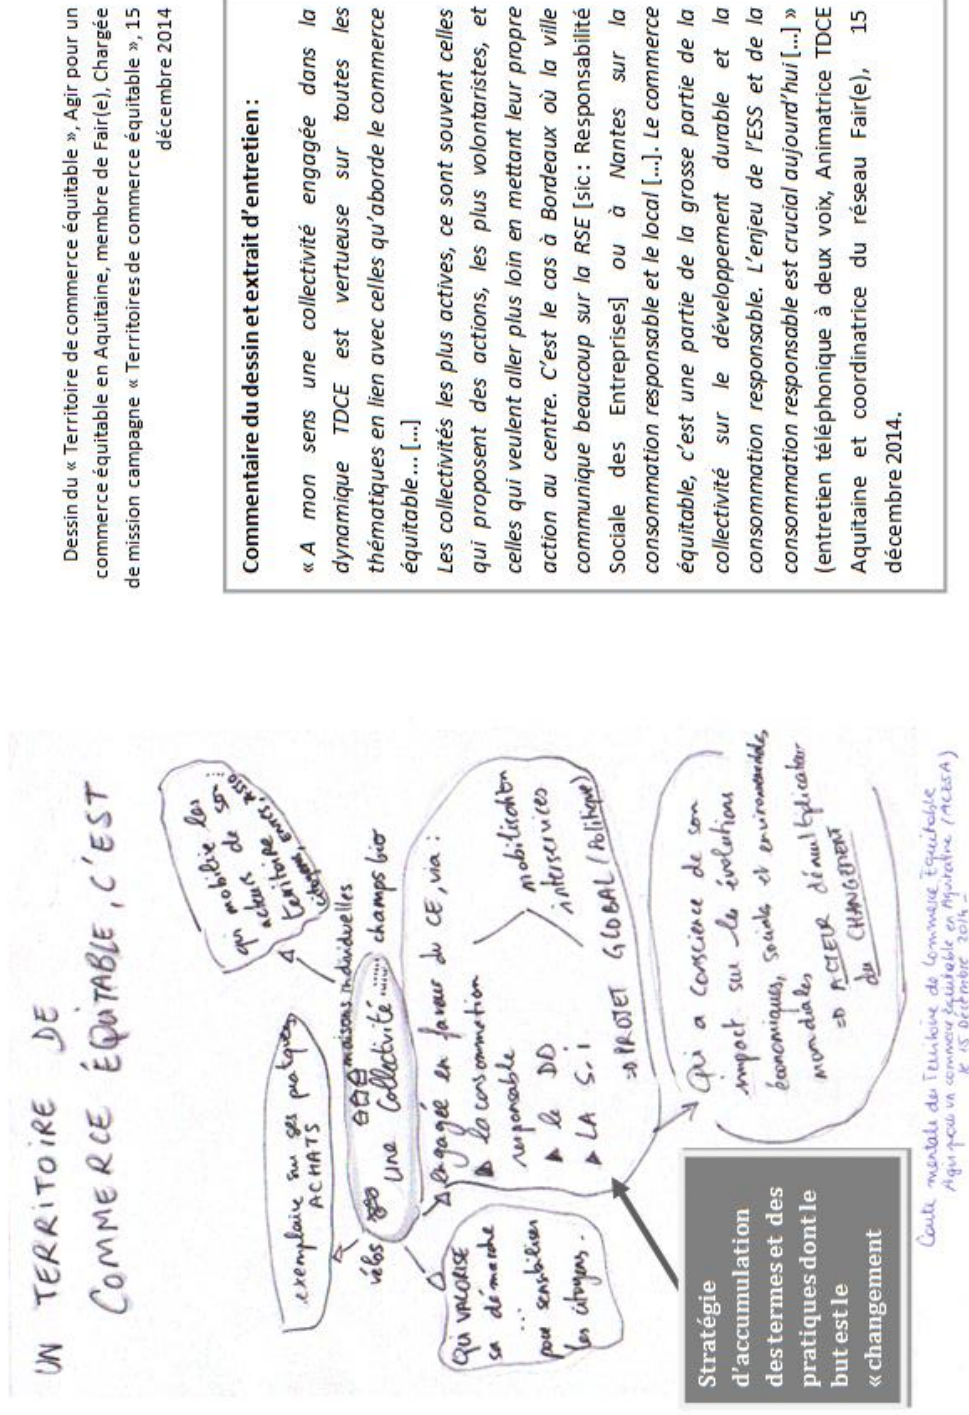 UN TERRITOIRE DE
COMMERCE ÉQUITABLE, C'EST
exemplaire sur ses pratiques
ACHATS
qui mobilise les
acteurs de son
territoire
vélos
maisons individuelles
Une Collectivité
champs bio
Qui VALORISE
sa démarche
pour sensibiliser
les citoyens.
engagée en faveur du CE, via :
la consommation
responsable
le DD
LA S.I
mobilisation
interservices
=> PROJET GLOBAL (Politique)
Qui a conscience de son
impact sur les évolutions
économiques, sociales et environnementales
mondiales
=> ACTEUR démultiplicateur
du CHANGEMENT
Stratégie
d'accumulation
des termes et des
pratiques dont le
but est le
« changement
Carte mentale du Territoire de Commerce Equitable
Agir pour un commerce équitable en Aquitaine (ACESA)
le 15 Décembre 2014 -
Dessin du « Territoire de commerce équitable », Agir pour un
commerce équitable en Aquitaine, membre de Fair(e), Chargée
de mission campagne « Territoires de commerce équitable », 15
décembre 2014
Commentaire du dessin et extrait d'entretien :
« A mon sens une collectivité engagée dans la
dynamique TDCE est vertueuse sur toutes les
thématiques en lien avec celles qu'aborde le commerce
équitable... [...]
Les collectivités les plus actives, ce sont souvent celles
qui proposent des actions, les plus volontaristes, et
celles qui veulent aller plus loin en mettant leur propre
action au centre. C'est le cas à Bordeaux où la ville
communique beaucoup sur la RSE [sic : Responsabilité
Sociale des Entreprises] ou à Nantes sur la
consommation responsable et le local [...]. Le commerce
équitable, c'est une partie de la grosse partie de la
collectivité sur le développement durable et la
consommation responsable. L'enjeu de l'ESS et de la
consommation responsable est crucial aujourd'hui [...] »
(entretien téléphonique à deux voix, Animatrice TDCE
Aquitaine et coordinatrice du réseau Fair(e), 15
décembre 2014.